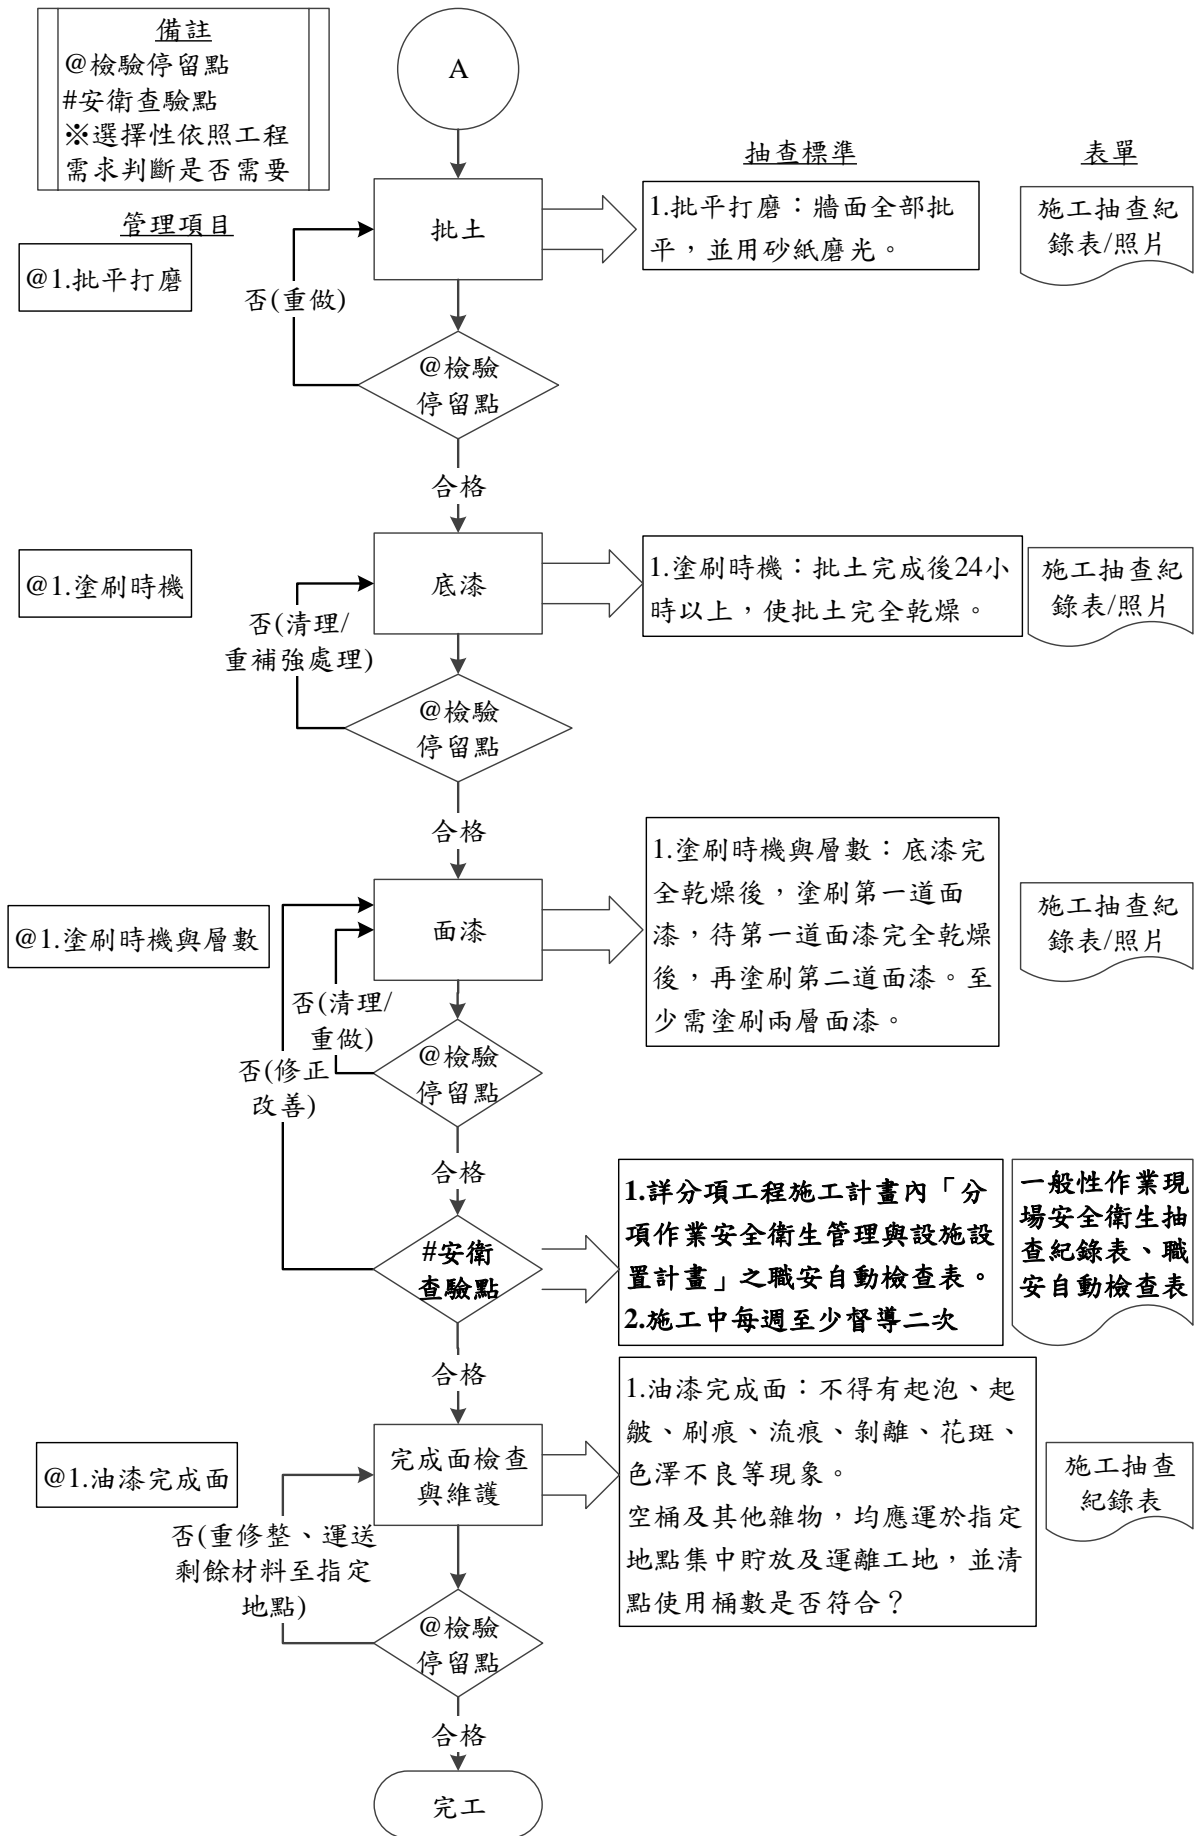 備註
@檢驗停留點
#安衛查驗點
※選擇性依照工程
需求判斷是否需要
A
抽查標準
表單
管理項目
@1.批平打磨
批土
1.批平打磨：牆面全部批
平，並用砂紙磨光。
施工抽查紀
錄表/照片
否(重做)
@檢驗
停留點
合格
@1.塗刷時機
底漆
1.塗刷時機：批土完成後24小
時以上，使批土完全乾燥。
施工抽查紀
錄表/照片
否(清理/
重補強處理)
@檢驗
停留點
合格
@1.塗刷時機與層數
面漆
1.塗刷時機與層數：底漆完
全乾燥後，塗刷第一道面
漆，待第一道面漆完全乾燥
後，再塗刷第二道面漆。至
少需塗刷兩層面漆。
施工抽查紀
錄表/照片
否(清理/
重做)
@檢驗
停留點
否(修正
改善)
合格
#安衛
查驗點
1.詳分項工程施工計畫內「分
項作業安全衛生管理與設施設
置計畫」之職安自動檢查表。
2.施工中每週至少督導二次
一般性作業現
場安全衛生抽
查紀錄表、職
安自動檢查表
合格
@1.油漆完成面
完成面檢查
與維護
1.油漆完成面：不得有起泡、起
皺、刷痕、流痕、剝離、花斑、
色澤不良等現象。
空桶及其他雜物，均應運於指定
地點集中貯放及運離工地，並清
點使用桶數是否符合？
施工抽查
紀錄表
否(重修整、運送
剩餘材料至指定
地點)
@檢驗
停留點
合格
完工